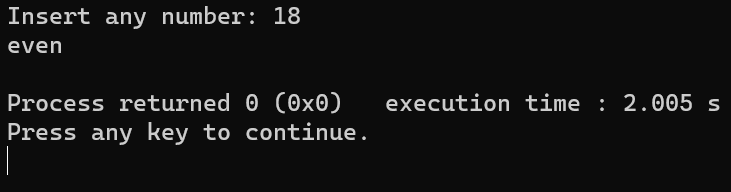 Insert any number: 18
even
Process returned 0 (0x0)   execution time : 2.005 s
Press any key to continue.